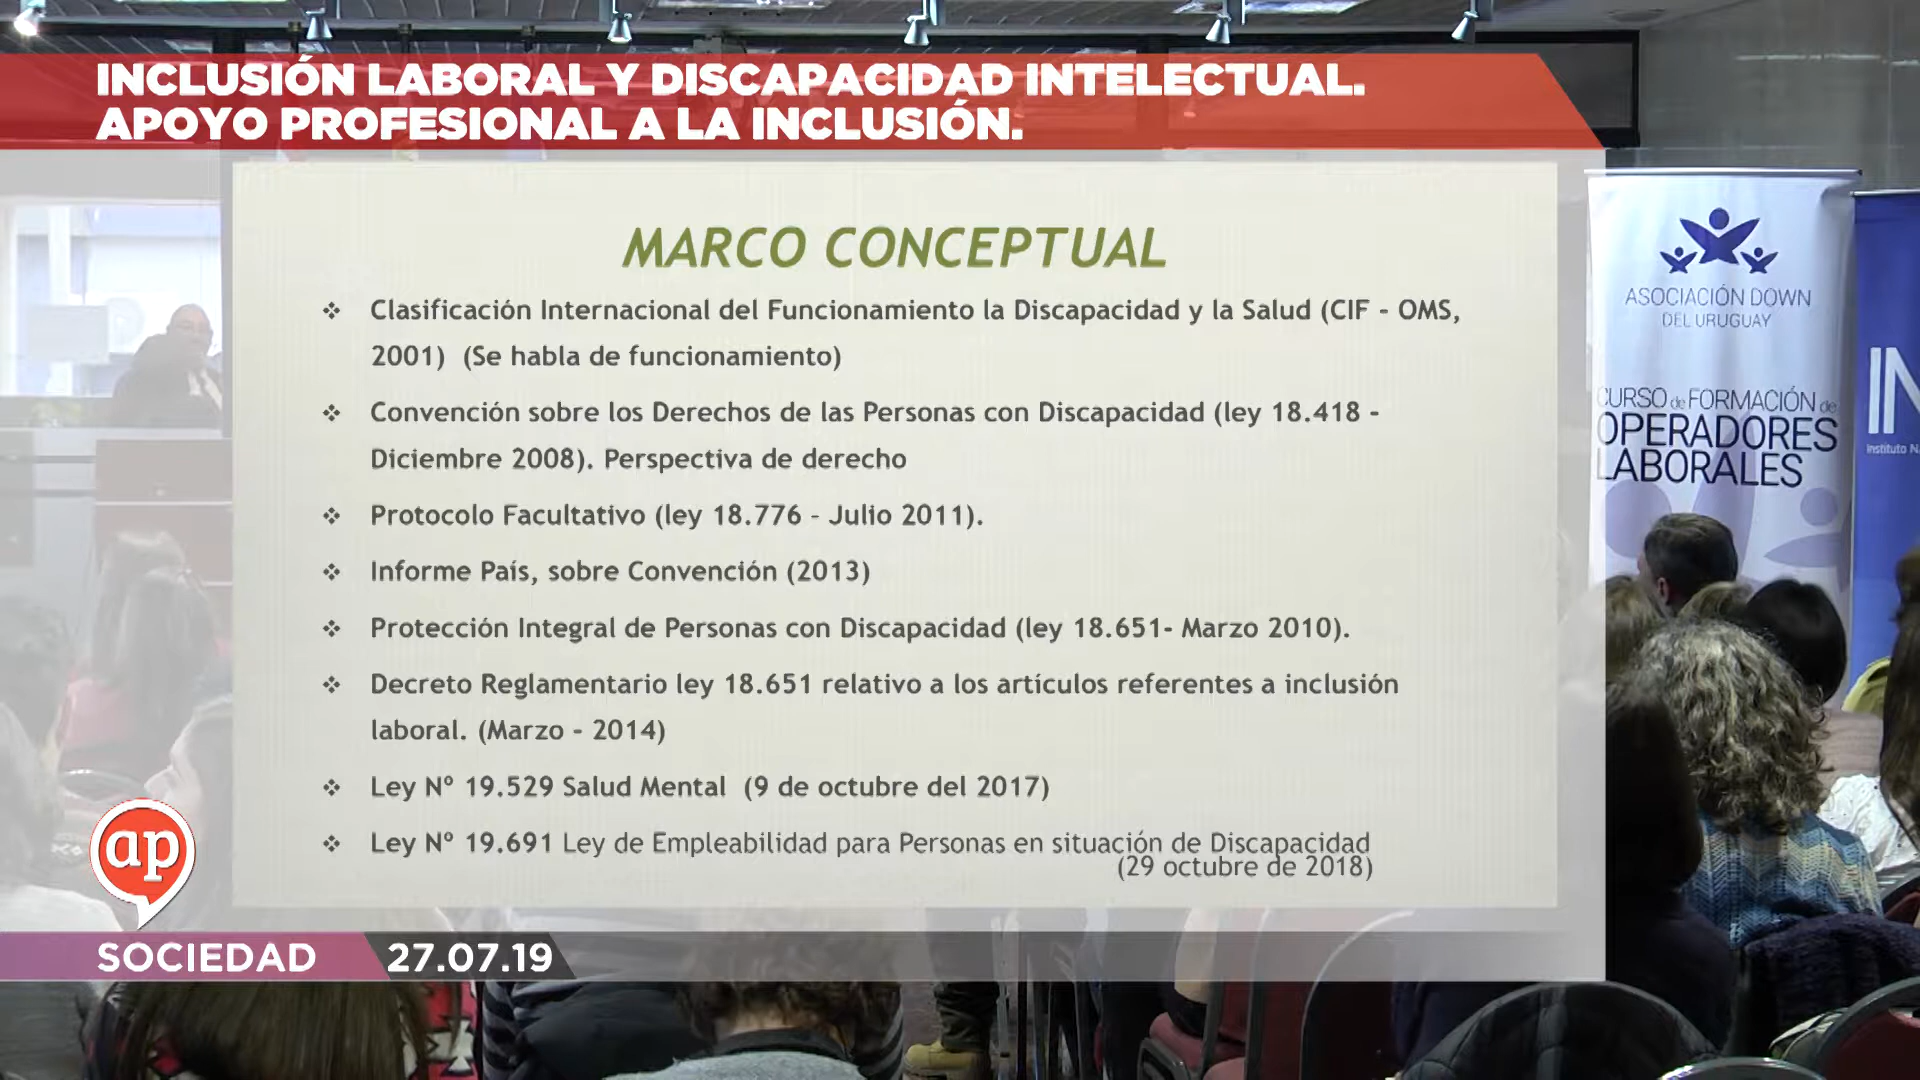 INCLUSIÓN LABORAL Y DISCAPACIDAD INTELECTUAL.
APOYO PROFESIONAL A LA INCLUSIÓN.
MARCO CONCEPTUAL
❖ Clasificación Internacional del Funcionamiento la Discapacidad y la Salud (CIF - OMS,
2001)  (Se habla de funcionamiento)
❖ Convención sobre los Derechos de las Personas con Discapacidad (ley 18.418 -
Diciembre 2008). Perspectiva de derecho
❖ Protocolo Facultativo (ley 18.776 – Julio 2011).
❖ Informe País, sobre Convención (2013)
❖ Protección Integral de Personas con Discapacidad (ley 18.651- Marzo 2010).
❖ Decreto Reglamentario ley 18.651 relativo a los artículos referentes a inclusión
laboral. (Marzo - 2014)
❖ Ley Nº 19.529 Salud Mental  (9 de octubre del 2017)
❖ Ley Nº 19.691 Ley de Empleabilidad para Personas en situación de Discapacidad
(29 octubre de 2018)
ASOCIACIÓN DOWN
DEL URUGUAY
CURSO de FORMACIÓN de
OPERADORES
LABORALES
Instituto
ap
SOCIEDAD 27.07.19